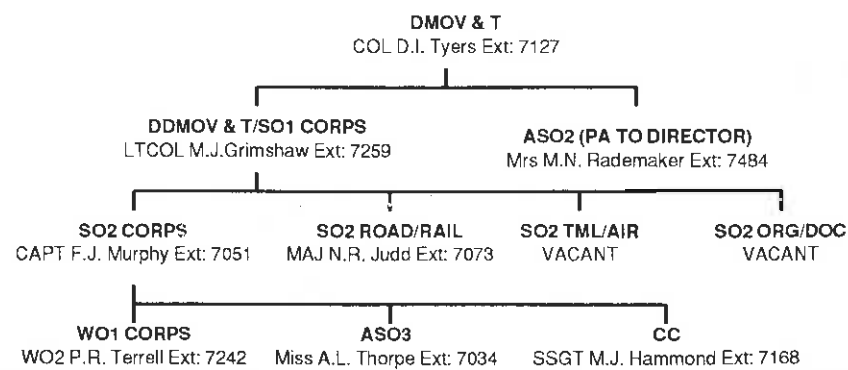 DMOV & T
COL D.I. Tyers Ext: 7127
DDMOV & T/SO1 CORPS
LTCOL M.J.Grimshaw Ext: 7259
ASO2 (PA TO DIRECTOR)
Mrs M.N. Rademaker Ext: 7484
SO2 CORPS
CAPT F.J. Murphy Ext: 7051
SO2 ROAD/RAIL
MAJ N.R. Judd Ext: 7073
SO2 TML/AIR
VACANT
SO2 ORG/DOC
VACANT
WO1 CORPS
WO2 P.R. Terrell Ext: 7242
ASO3
Miss A.L. Thorpe Ext: 7034
CC
SSGT M.J. Hammond Ext: 7168